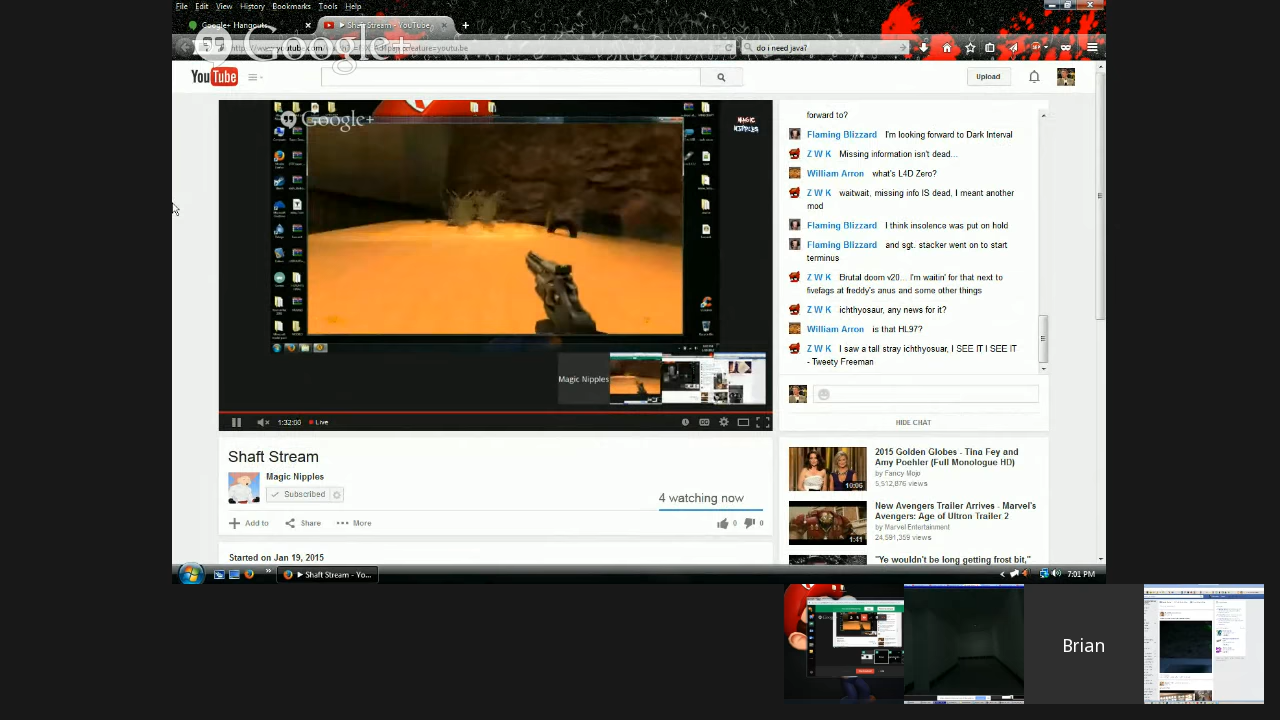 File Edit View History Bookmarks Tools Help
Google+ Hangouts
Shaft Stream - YouTube
Google+
do i need java?
YouTube
Upload
Google+
MAGIC
NIPPLES
forward to?
Flaming Blizzard I'm looking forward to Dark Interval
Z W K Missing information isn't dead...
William Arron what's L4D Zero?
Z W K waitwait, missing info IS dead, I meant another
mod
Flaming Blizzard I think insolence was put on hold
Flaming Blizzard and sgt. stacker went on to start
terminus
Z W K Brutal doom v20... I'm waitin' for that next to
fivefags at freddy's anus and some other things
Z W K ichthyosaur, any news for it?
William Arron is that HL97?
Z W K I saw a tall stray ichthyosaur, I SEE IT I SEE IT
- Tweety Freeman
Magic Nipples
1:32:06 Live
HIDE CHAT
Shaft Stream
Magic Nipples
Subscribed
4 watching now
Add to Share More
0 0
Started on Jan 19, 2015
2015 Golden Globes - Tina Fey and
Amy Poehler (Full Monologue HD)
by Fancy Mojo
5,512,876 views
10:06
New Avengers Trailer Arrives - Marvel's
Avengers: Age of Ultron Trailer 2
by Marvel Entertainment
24,591,359 views
1:41
"Ye wouldn't be long getting frost bit,"
Shaft Stream - Yo...
7:01 PM
Brian